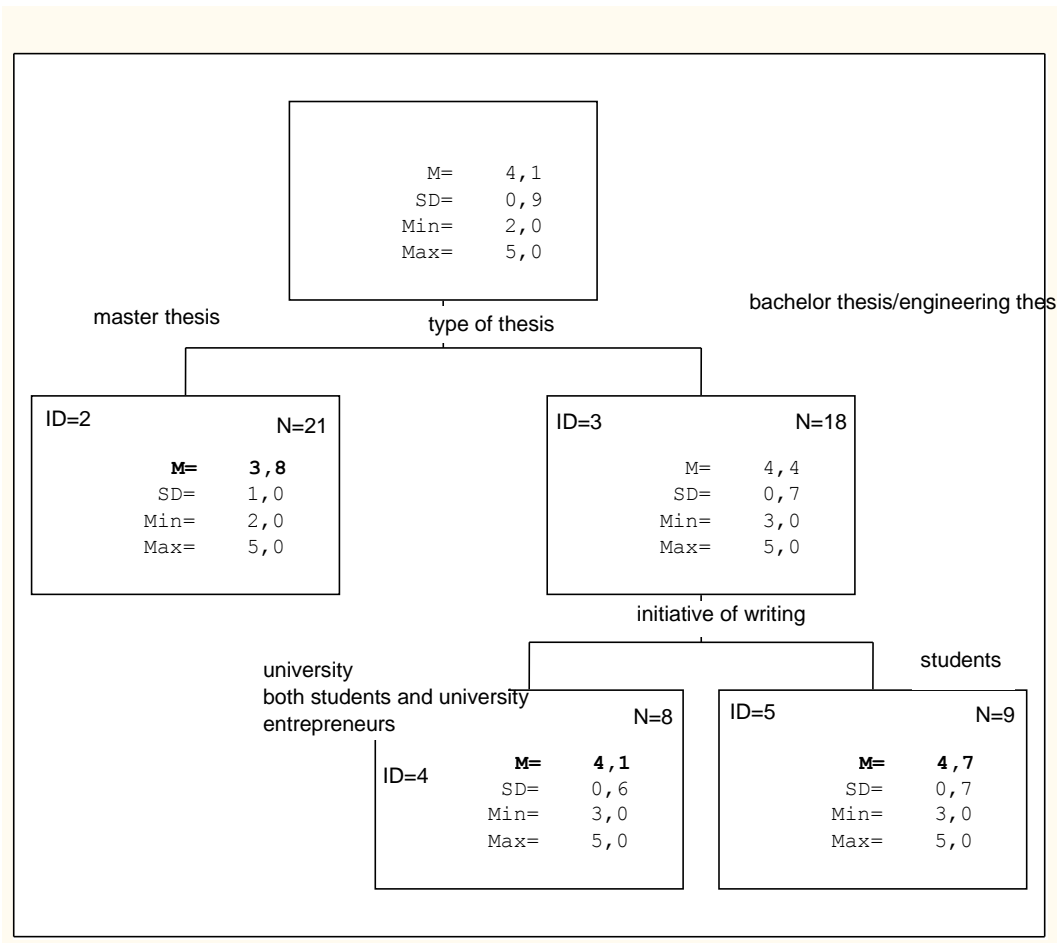 M= 4,1
SD= 0,9
Min= 2,0
Max= 5,0
master thesis
type of thesis
bachelor thesis/engineering thes
ID=2 N=21
M= 3,8
SD= 1,0
Min= 2,0
Max= 5,0
ID=3 N=18
M= 4,4
SD= 0,7
Min= 3,0
Max= 5,0
initiative of writing
university
both students and university
entrepreneurs
students
N=8
ID=4
M= 4,1
SD= 0,6
Min= 3,0
Max= 5,0
ID=5 N=9
M= 4,7
SD= 0,7
Min= 3,0
Max= 5,0